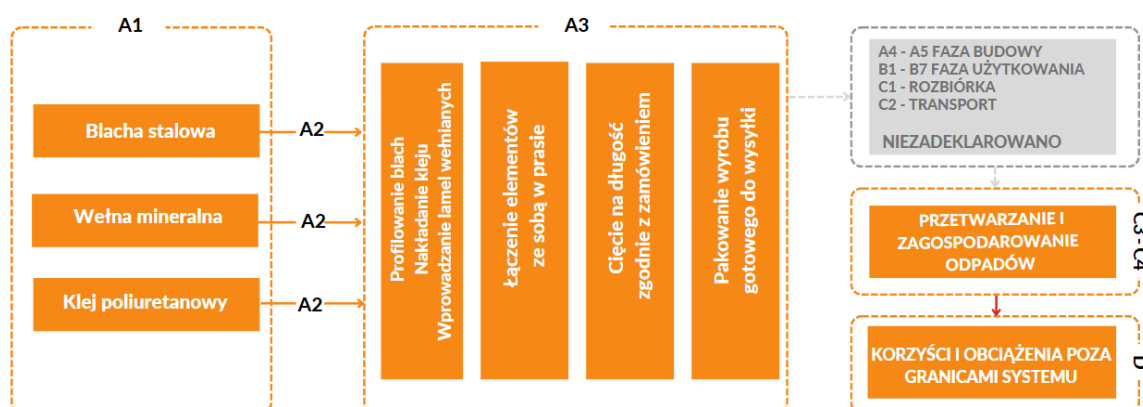 A1
Blacha stalowa
Wełna mineralna
Klej poliuretanowy
A2
A2
A2
A3
Profilowanie blach
Nakładanie kleju
Wprowadzanie lamel wełnianych
Łączenie elementów
ze sobą w prasie
Cięcie na długość
zgodnie z zamówieniem
Pakowanie wyrobu
gotowego do wysyłki
A4 - A5 FAZA BUDOWY
B1 - B7 FAZA UŻYTKOWANIA
C1 - ROZBIÓRKA
C2 - TRANSPORT
NIEZADEKLAROWANO
PRZETWARZANIE I
ZAGOSPODAROWANIE
ODPADÓW
C3 - C4
KORZYŚCI I OBCIĄŻENIA POZA
GRANICAMI SYSTEMU
D